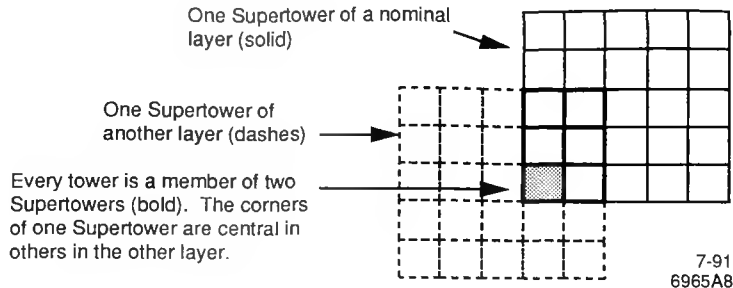 One Supertower of a nominal
layer (solid)
One Supertower of
another layer (dashes)
Every tower is a member of two
Supertowers (bold). The corners
of one Supertower are central in
others in the other layer.
7-91
6965A8